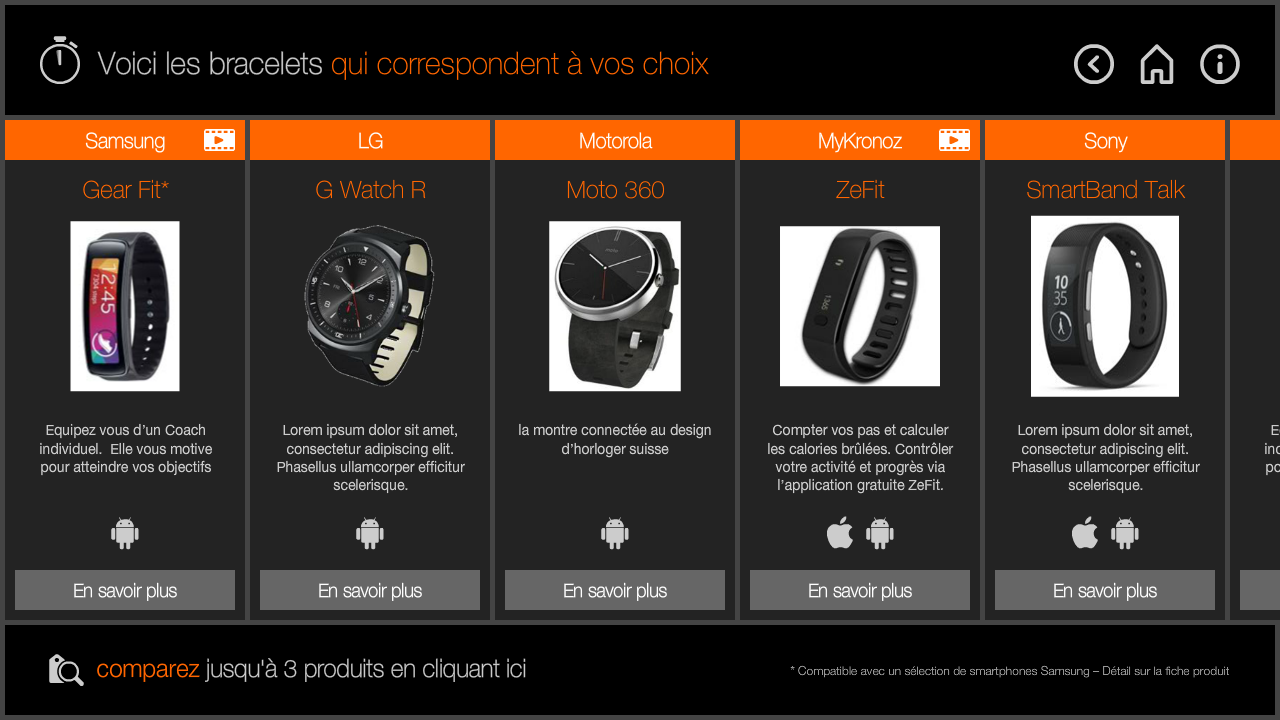 Voici les bracelets qui correspondent à vos choix
Samsung
Gear Fit*
12:45
1304 steps
Equipez vous d'un Coach
individuel.  Elle vous motive
pour atteindre vos objectifs
En savoir plus
LG
G Watch R
Lorem ipsum dolor sit amet,
consectetur adipiscing elit.
Phasellus ullamcorper efficitur
scelerisque.
En savoir plus
Motorola
Moto 360
la montre connectée au design
d'horloger suisse
En savoir plus
MyKronoz
ZeFit
1360
Compter vos pas et calculer
les calories brûlées. Contrôler
votre activité et progrès via
l'application gratuite ZeFit.
En savoir plus
Sony
SmartBand Talk
10
35
Lorem ipsum dolor sit amet,
consectetur adipiscing elit.
Phasellus ullamcorper efficitur
scelerisque.
En savoir plus
comparez jusqu'à 3 produits en cliquant ici
* Compatible avec un sélection de smartphones Samsung – Détail sur la fiche produit